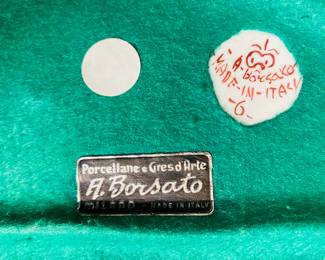 A·Borsato
MADE-IN-ITALY
-6-
Porcellane e Gres d'Arte
A. Borsato
MILANO - MADE IN ITALY